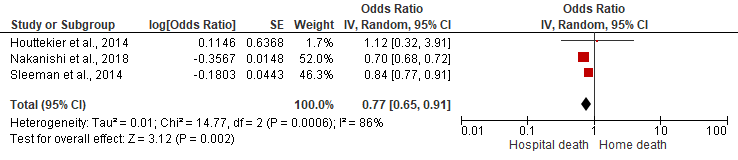 Odds Ratio Odds Ratio
Study or Subgroup log[Odds Ratio] SE Weight IV, Random, 95% CI IV, Random, 95% CI
Houttekier et al., 2014 0.1146 0.6368 1.7% 1.12 [0.32, 3.91]
Nakanishi et al., 2018 -0.3567 0.0148 52.0% 0.70 [0.68, 0.72]
Sleeman et al., 2014 -0.1803 0.0443 46.3% 0.84 [0.77, 0.91]
Total (95% CI) 100.0% 0.77 [0.65, 0.91]
Heterogeneity: Tau² = 0.01; Chi² = 14.77, df = 2 (P = 0.0006); I² = 86%
Test for overall effect: Z = 3.12 (P = 0.002)
0.01 0.1 1 10 100
Hospital death Home death